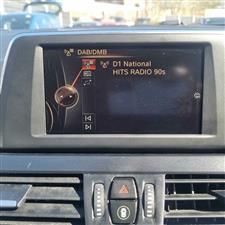 DAB/DMB
D1 National
HITS RADIO 90s